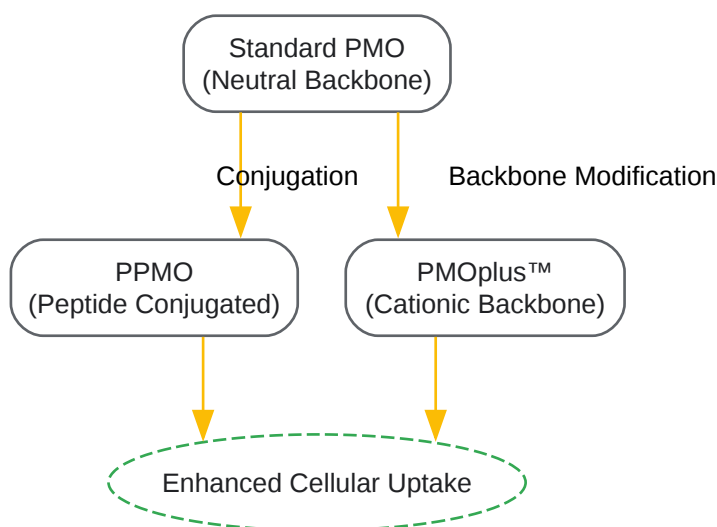 Standard PMO
(Neutral Backbone)
Conjugation
Backbone Modification
PPMO
(Peptide Conjugated)
PMOplus™
(Cationic Backbone)
Enhanced Cellular Uptake